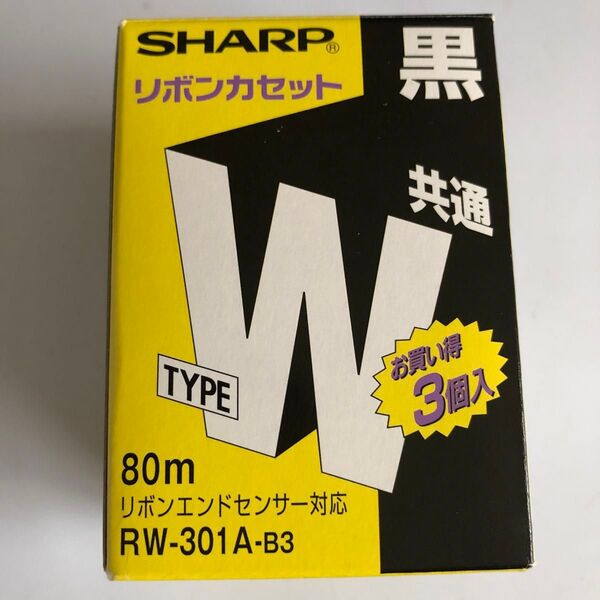 SHARP®
リボンカセット
黒
共通
W
TYPE
お買い得
3個入
80m
リボンエンドセンサー対応
RW-301A-B3